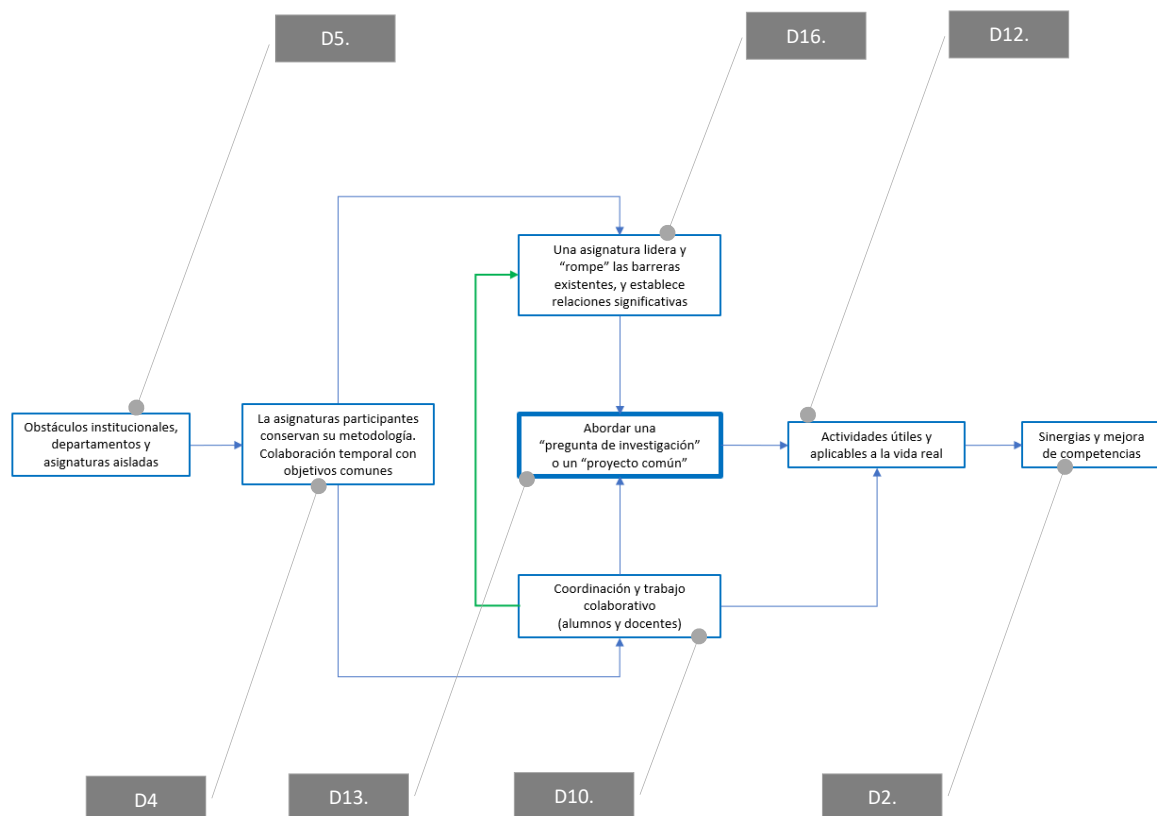 D5.
D16.
D12.
Una asignatura lidera y
“rompe” las barreras
existentes, y establece
relaciones significativas
Obstáculos institucionales,
departamentos y
asignaturas aisladas
La asignaturas participantes
conservan su metodología.
Colaboración temporal con
objetivos comunes
Abordar una
“pregunta de investigación”
o un “proyecto común”
Actividades útiles y
aplicables a la vida real
Sinergias y mejora
de competencias
Coordinación y trabajo
colaborativo
(alumnos y docentes)
D4
D13.
D10.
D2.